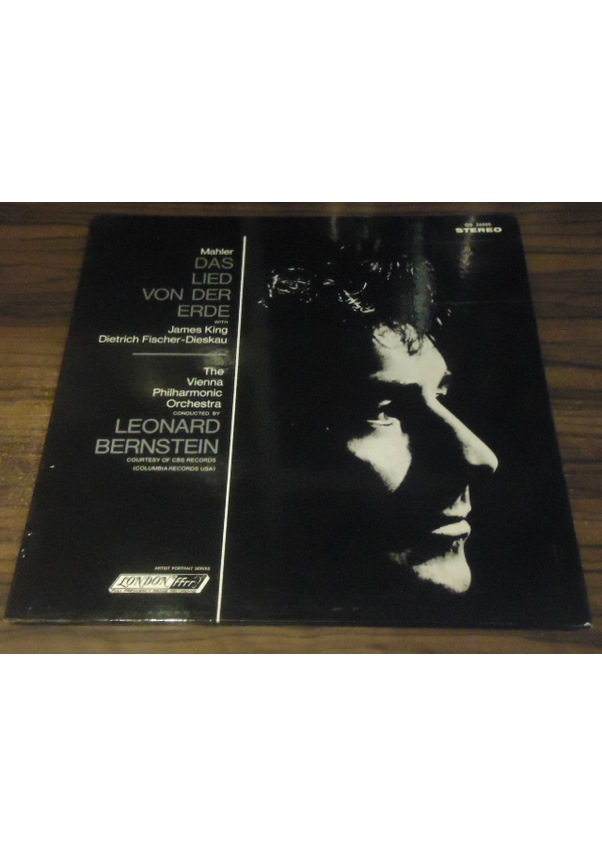 Mahler
DAS
LIED
VON DER
ERDE
WITH
James King
Dietrich Fischer-Dieskau
The
Vienna
Philharmonic
Orchestra
CONDUCTED BY
LEONARD
BERNSTEIN
COURTESY OF CBS RECORDS
(COLUMBIA RECORDS USA)
STEREO
ARTIST PORTRAIT SERIES
LONDON ffrr